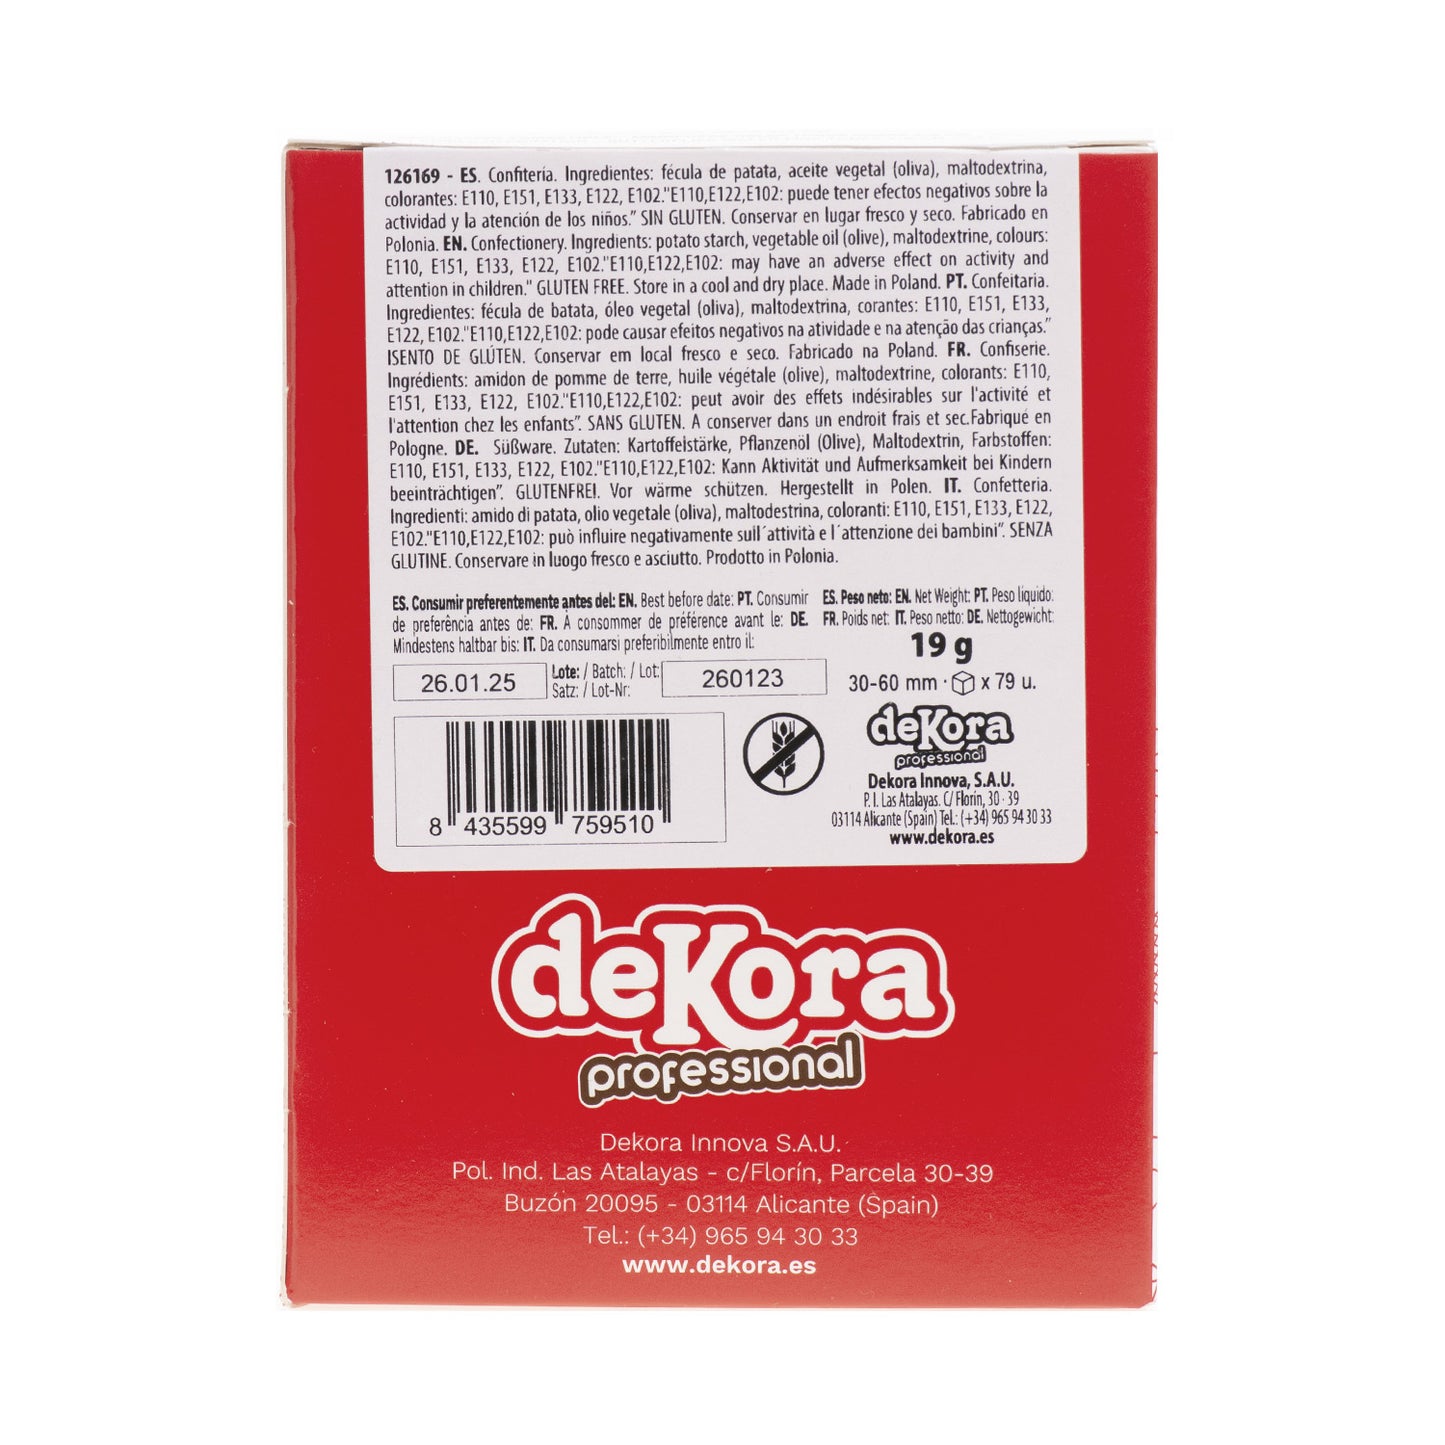 126169 - ES. Confitería. Ingredientes: fécula de patata, aceite vegetal (oliva), maltodextrina,
colorantes: E110, E151, E133, E122, E102."E110,E122,E102: puede tener efectos negativos sobre la
actividad y la atención de los niños." SIN GLUTEN. Conservar en lugar fresco y seco. Fabricado en
Polonia. EN. Confectionery. Ingredients: potato starch, vegetable oil (olive), maltodextrine, colours:
E110, E151, E133, E122, E102."E110,E122,E102: may have an adverse effect on activity and
attention in children." GLUTEN FREE. Store in a cool and dry place. Made in Poland. PT. Confeitaria.
Ingredientes: fécula de batata, óleo vegetal (oliva), maltodextrina, corantes: E110, E151, E133,
E122, E102."E110,E122,E102: pode causar efeitos negativos na atividade e na atenção das crianças."
ISENTO DE GLÚTEN. Conservar em local fresco e seco. Fabricado na Poland. FR. Confiserie.
Ingrédients: amidon de pomme de terre, huile végétale (olive), maltodextrine, colorants: E110,
E151, E133, E122, E102."E110,E122,E102: peut avoir des effets indésirables sur l'activité et
l'attention chez les enfants". SANS GLUTEN. A conserver dans un endroit frais et sec.Fabriqué en
Pologne. DE. Süßware. Zutaten: Kartoffelstärke, Pflanzenöl (Olive), Maltodextrin, Farbstoffen:
E110, E151, E133, E122, E102."E110,E122,E102: Kann Aktivität und Aufmerksamkeit bei Kindern
beeinträchtigen". GLUTENFREI. Vor wärme schützen. Hergestellt in Polen. IT. Confetteria.
Ingredienti: amido di patata, olio vegetale (oliva), maltodestrina, coloranti: E110, E151, E133, E122,
E102."E110,E122,E102: può influire negativamente sull´attività e l´attenzione dei bambini". SENZA
GLUTINE. Conservare in luogo fresco e asciutto. Prodotto in Polonia.
ES. Consumir preferentemente antes del: EN. Best before date: PT. Consumir
de preferência antes de: FR. À consommer de préférence avant le: DE.
Mindestens haltbar bis: IT. Da consumarsi preferibilmente entro il:
ES. Peso neto: EN. Net Weight: PT. Peso líquido:
FR. Poids net: IT. Peso netto: DE. Nettogewicht:
19 g
26.01.25
Lote: / Batch: / Lot:
Satz: / Lot-Nr:
260123
30-60 mm · x 79 u.
8 435599 759510
deKora
professional
Dekora Innova, S.A.U.
P. I. Las Atalayas. C/ Florín, 30 - 39
03114 Alicante (Spain) Tel.: (+34) 965 94 30 33
www.dekora.es
deKora
professional
Dekora Innova S.A.U.
Pol. Ind. Las Atalayas - c/Florín, Parcela 30-39
Buzón 20095 - 03114 Alicante (Spain)
Tel.: (+34) 965 94 30 33
www.dekora.es